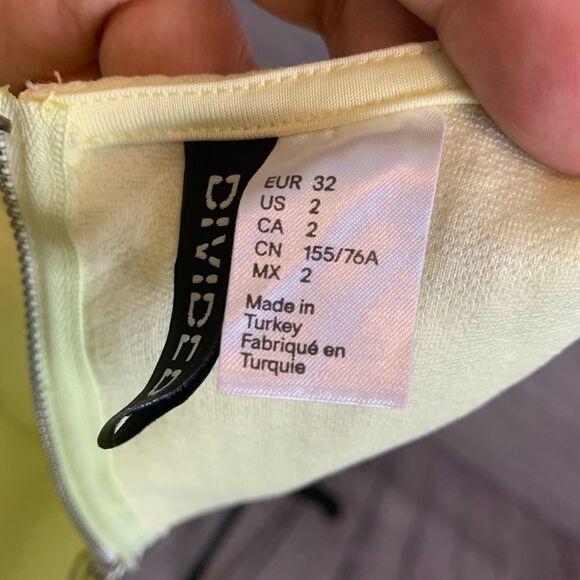 DIVIDED
EUR 32
US 2
CA 2
CN 155/76A
MX 2
Made in
Turkey
Fabriqué en
Turquie